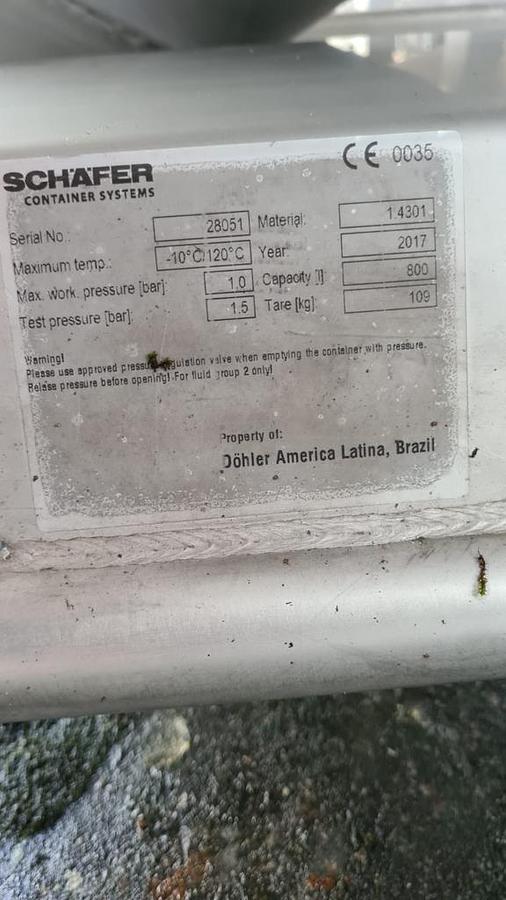 SCHÄFER
CONTAINER SYSTEMS
CE 0035
Serial No.: 28051 Material: 1.4301
Maximum temp.: -10°C/120°C Year: 2017
Max. work. pressure [bar]: 1.0 Capacity [l]: 800
Test pressure [bar]: 1.5 Tare [kg]: 109
Warning!
Please use approved pressure regulation valve when emptying the container with pressure.
Release pressure before opening! For fluid group 2 only!
Property of:
Döhler America Latina, Brazil